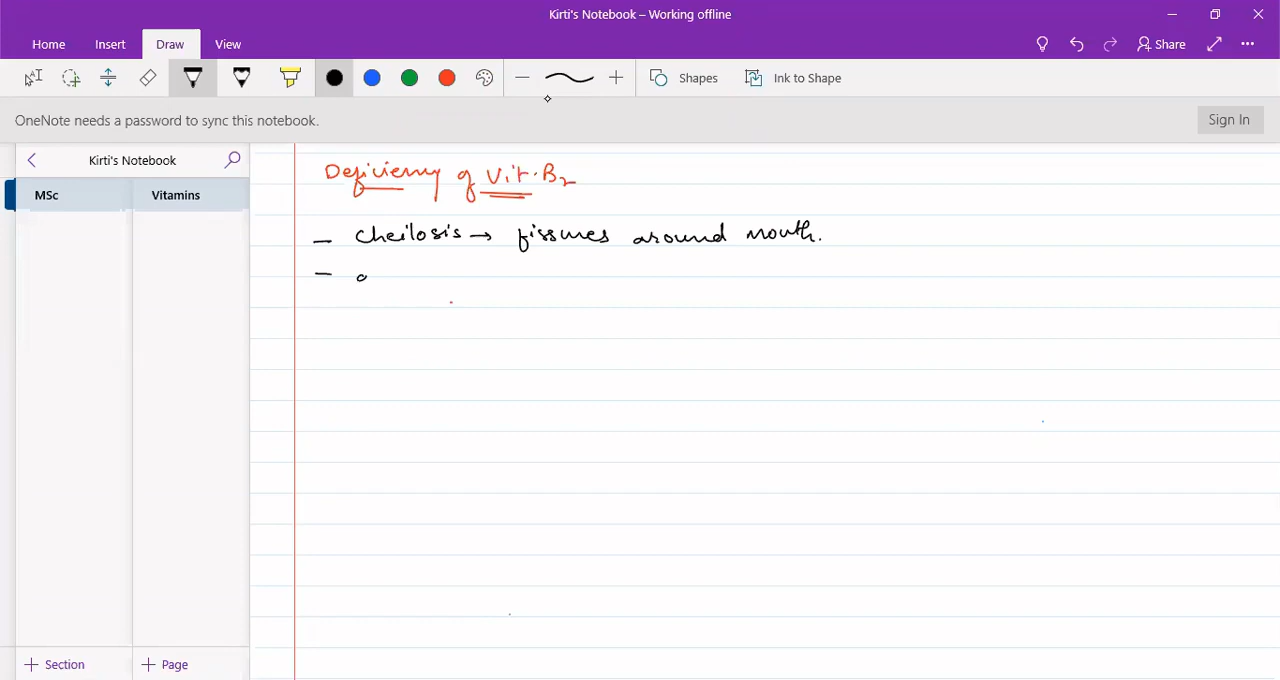 Kirti's Notebook – Working offline
Home Insert Draw View
Share
Shapes Ink to Shape
OneNote needs a password to sync this notebook. Sign In
Kirti's Notebook
MSc Vitamins
Deficiency of Vit. B2
– cheilosis → fissures around mouth.
–
+ Section + Page